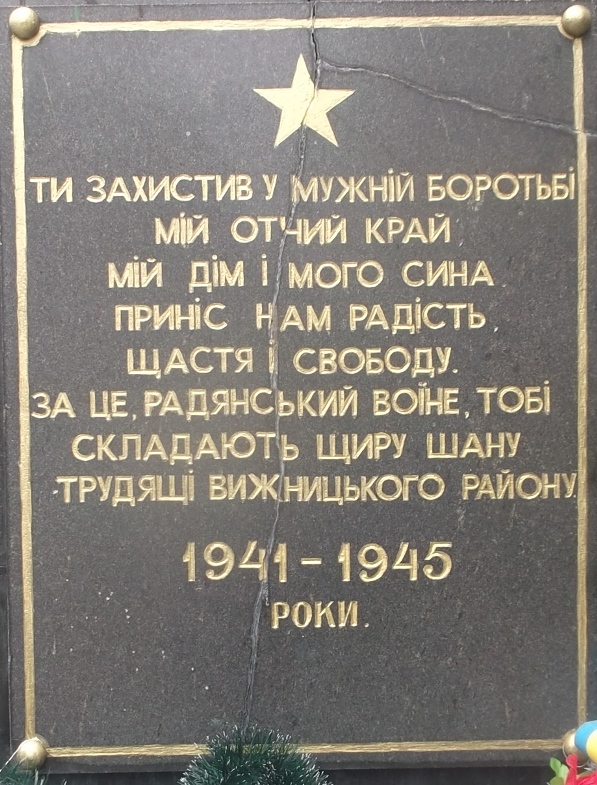 ТИ ЗАХИСТИВ У МУЖНІЙ БОРОТЬБІ
МІЙ ОТЧИЙ КРАЙ
МІЙ ДІМ І МОГО СИНА.
ПРИНІС НАМ РАДІСТЬ,
ЩАСТЯ Й СВОБОДУ.
ЗА ЦЕ, РАДЯНСЬКИЙ ВОЇНЕ, ТОБІ
СКЛАДАЮТЬ ЩИРУ ШАНУ
ТРУДЯЩІ ВИЖНИЦЬКОГО РАЙОНУ.
1941 - 1945
РОКИ.